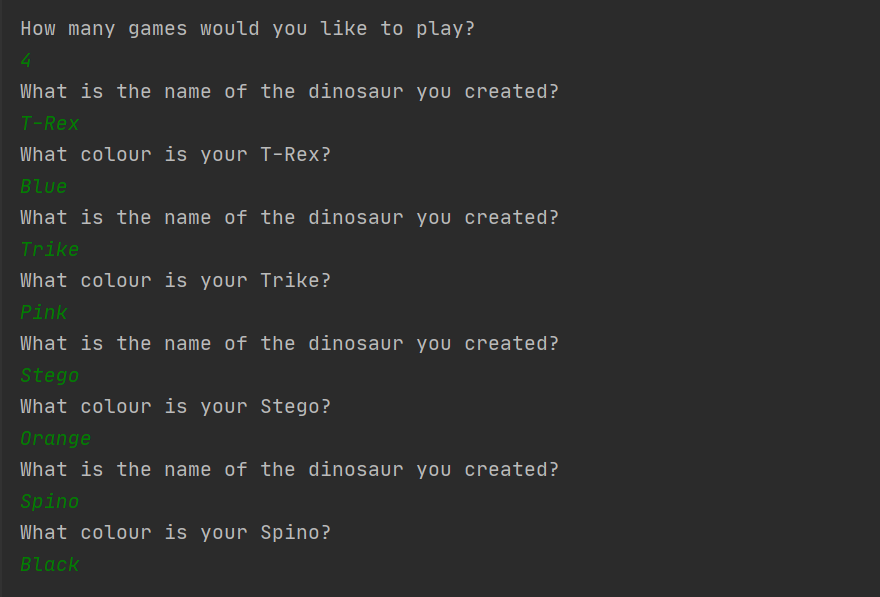 How many games would you like to play?
4
What is the name of the dinosaur you created?
T-Rex
What colour is your T-Rex?
Blue
What is the name of the dinosaur you created?
Trike
What colour is your Trike?
Pink
What is the name of the dinosaur you created?
Stego
What colour is your Stego?
Orange
What is the name of the dinosaur you created?
Spino
What colour is your Spino?
Black